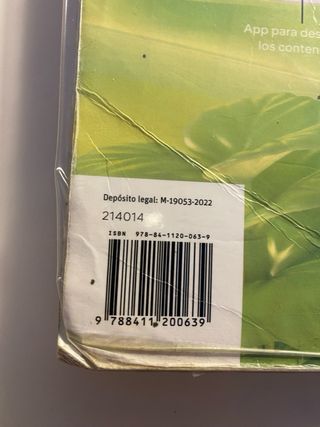 App para des
los conten
Depósito legal: M-19053-2022
214014
ISBN 978-84-1120-063-9
9 788411 200639